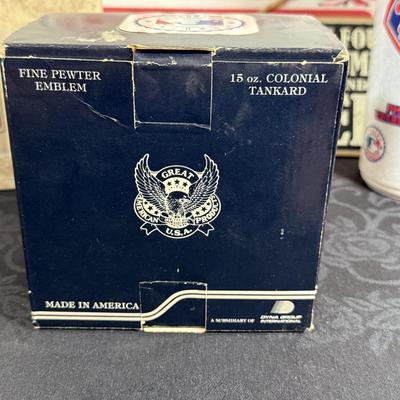 FINE PEWTER
EMBLEM
15 oz. COLONIAL
TANKARD
GREAT
AMERICAN PRODUCTS
U.S.A.
MADE IN AMERICA
A SUBSIDIARY OF
DYNA GROUP
INTERNATIONAL